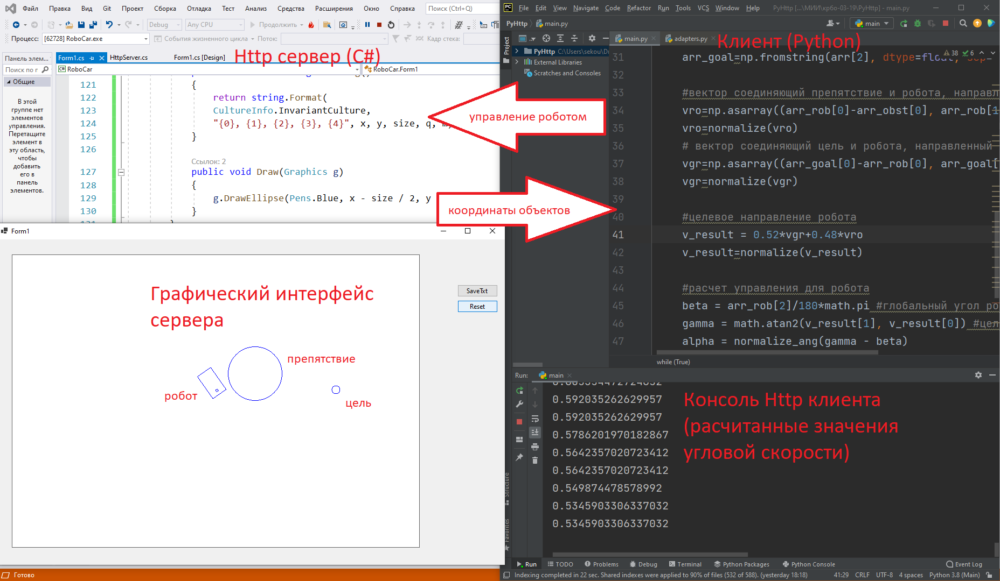 Файл Правка Вид Git Проект Сборка Отладка Тест Анализ Средства Расширения Окно Справка Поиск (Ctrl+Q)
Debug Any CPU Продолжить
Процесс: [62728] RoboCar.exe События жизненного цикла Поток: Кадр стека:
Панель элем...
Поиск по г
Общие
В этой
группе нет
элементов
управления.
Перетащите
элемент в
эту область,
чтобы
добавить
его в
панель
элементов.
Form1.cs HttpServer.cs Form1.cs [Design]
Http сервер (C#)
RoboCar RoboCar.Form1
121 {
122 return string.Format(
123 CultureInfo.InvariantCulture,
124 "{0}, {1}, {2}, {3}, {4}", x, y, size, q,
125 }
126
Ссылок: 2
127 public void Draw(Graphics g)
128 {
129 g.DrawEllipse(Pens.Blue, x - size / 2, y
130 }
управление роботом
координаты объектов
Form1
SaveTxt
Reset
Графический интерфейс
сервера
препятствие
робот
цель
Готово
PC File Edit View Navigate Code Refactor Run Tools VCS Window Help PyHttp [...\МИИ\крбо-03-19\PyHttp] - main.py
PyHttp main.py main
Project
PyHttp C:\Users\sekou\D
External Libraries
Scratches and Consoles
main.py adapters.py
Клиент (Python)
38 6
31 arr_goal=np.fromstring(arr[2], dtype=float, sep=
32
33 #вектор соединяющий препятствие и робота, направл
34 vro=np.asarray((arr_rob[0]-arr_obst[0], arr_rob[1
35 vro=normalize(vro)
36 # вектор соединяющий цель и робота, направленный
37 vgr=np.asarray((arr_goal[0]-arr_rob[0], arr_goal[
38 vgr=normalize(vgr)
39
40 #целевое направление робота
41 v_result = 0.52*vgr+0.48*vro
42 v_result=normalize(v_result)
43
44 #расчет управления для робота
45 beta = arr_rob[2]/180*math.pi #глобальный угол ро
46 gamma = math.atan2(v_result[1], v_result[0]) #цел
47 alpha = normalize_ang(gamma - beta)
while (True)
Run: main
0.592035262629957
0.592035262629957
0.5786201970182867
0.5642357020723412
0.5642357020723412
0.549874478578992
0.5345903306337032
0.5345903306337032
Консоль Http клиента
(расчитанные значения
угловой скорости)
Structure
Favorites
Run TODO Problems Debug Terminal Python Packages Python Console Event Log
Indexing completed in 22 sec. Shared indexes were applied to 90% of files (532 of 588). (yesterday 18:18) 41:29 CRLF UTF-8 4 spaces Python 3.8 (Main)